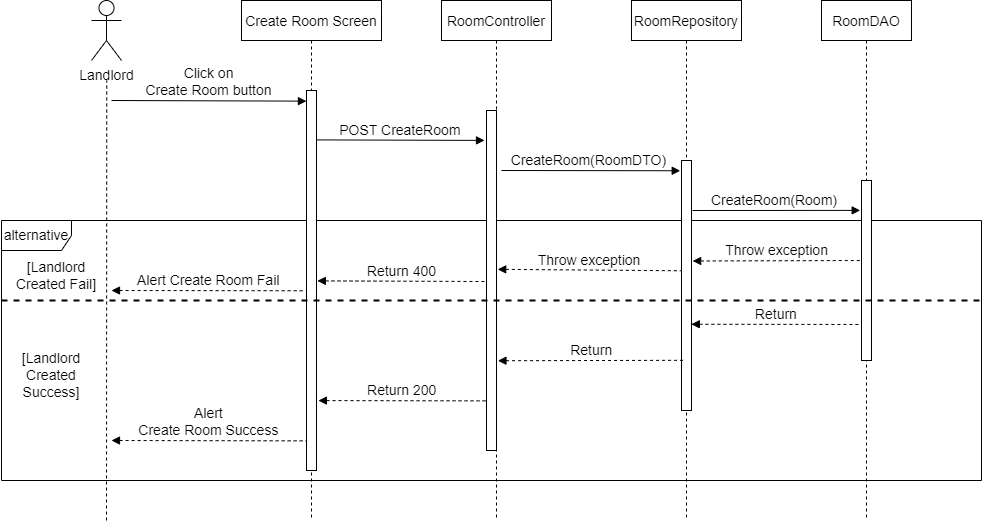 Create Room Screen
RoomController
RoomRepository
RoomDAO
Landlord
Click on
Create Room button
POST CreateRoom
CreateRoom(RoomDTO)
CreateRoom(Room)
alternative
[Landlord
Created Fail]
Throw exception
Throw exception
Return 400
Alert Create Room Fail
Return
[Landlord
Created
Success]
Return
Return 200
Alert
Create Room Success